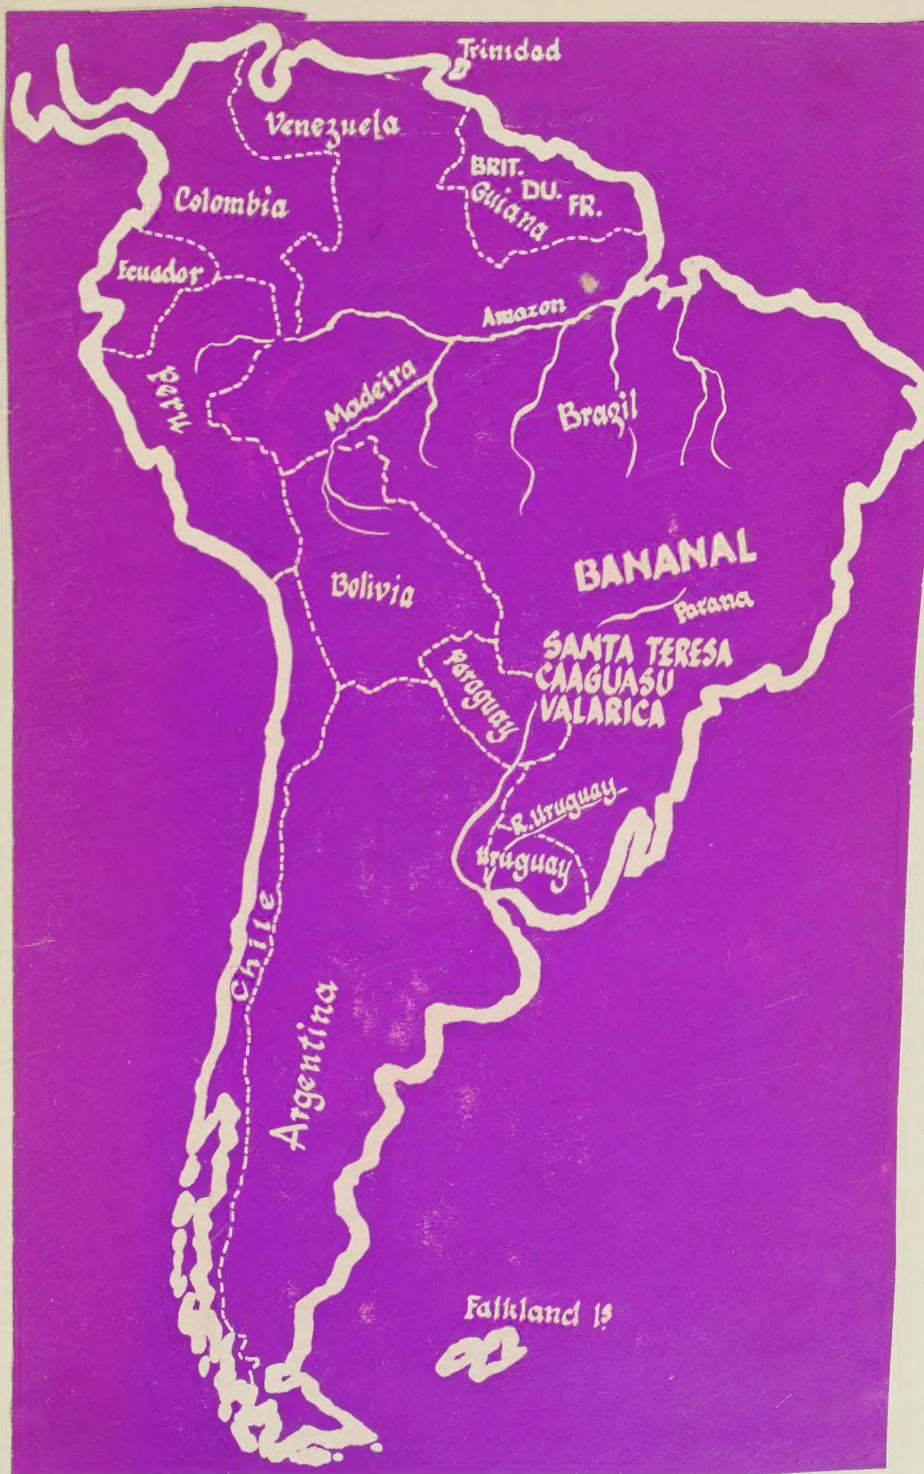 Trinidad
Venezuela
BRIT.
DU.
FR.
Guiana
Colombia
Ecuador
Amazon
Peru
Madeira
Brazil
BANANAL
Parana
Bolivia
SANTA TERESA
CAAGUASU
VALARICA
Paraguay
R. Uruguay
Uruguay
Chile
Argentina
Falkland Is